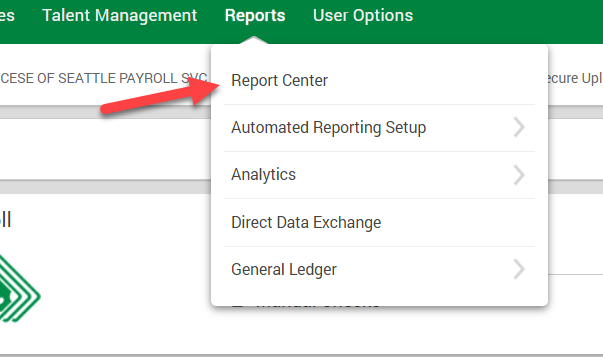 es Talent Management Reports User Options
CESE OF SEATTLE PAYROLL SVC ecure Upl
Report Center
Automated Reporting Setup
Analytics
Direct Data Exchange
General Ledger
ll